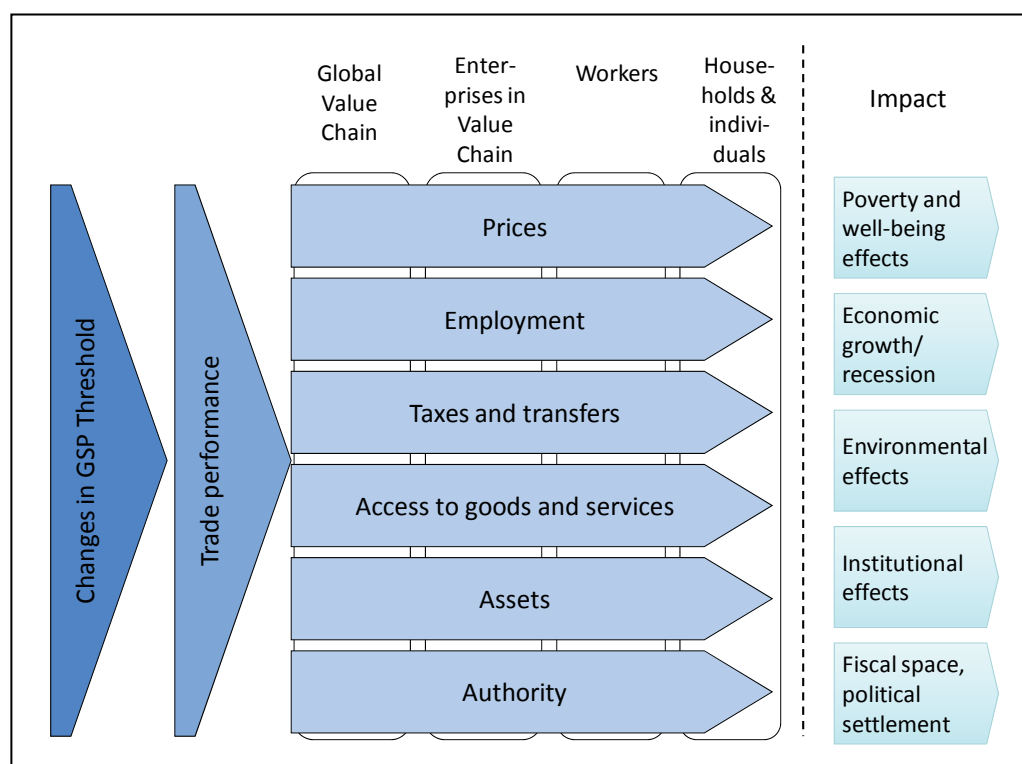 Global
Value
Chain
Enter-
prises in
Value
Chain
Workers
House-
holds &
indivi-
duals
Impact
Changes in GSP Threshold
Trade performance
Prices
Employment
Taxes and transfers
Access to goods and services
Assets
Authority
Poverty and
well-being
effects
Economic
growth/
recession
Environmental
effects
Institutional
effects
Fiscal space,
political
settlement